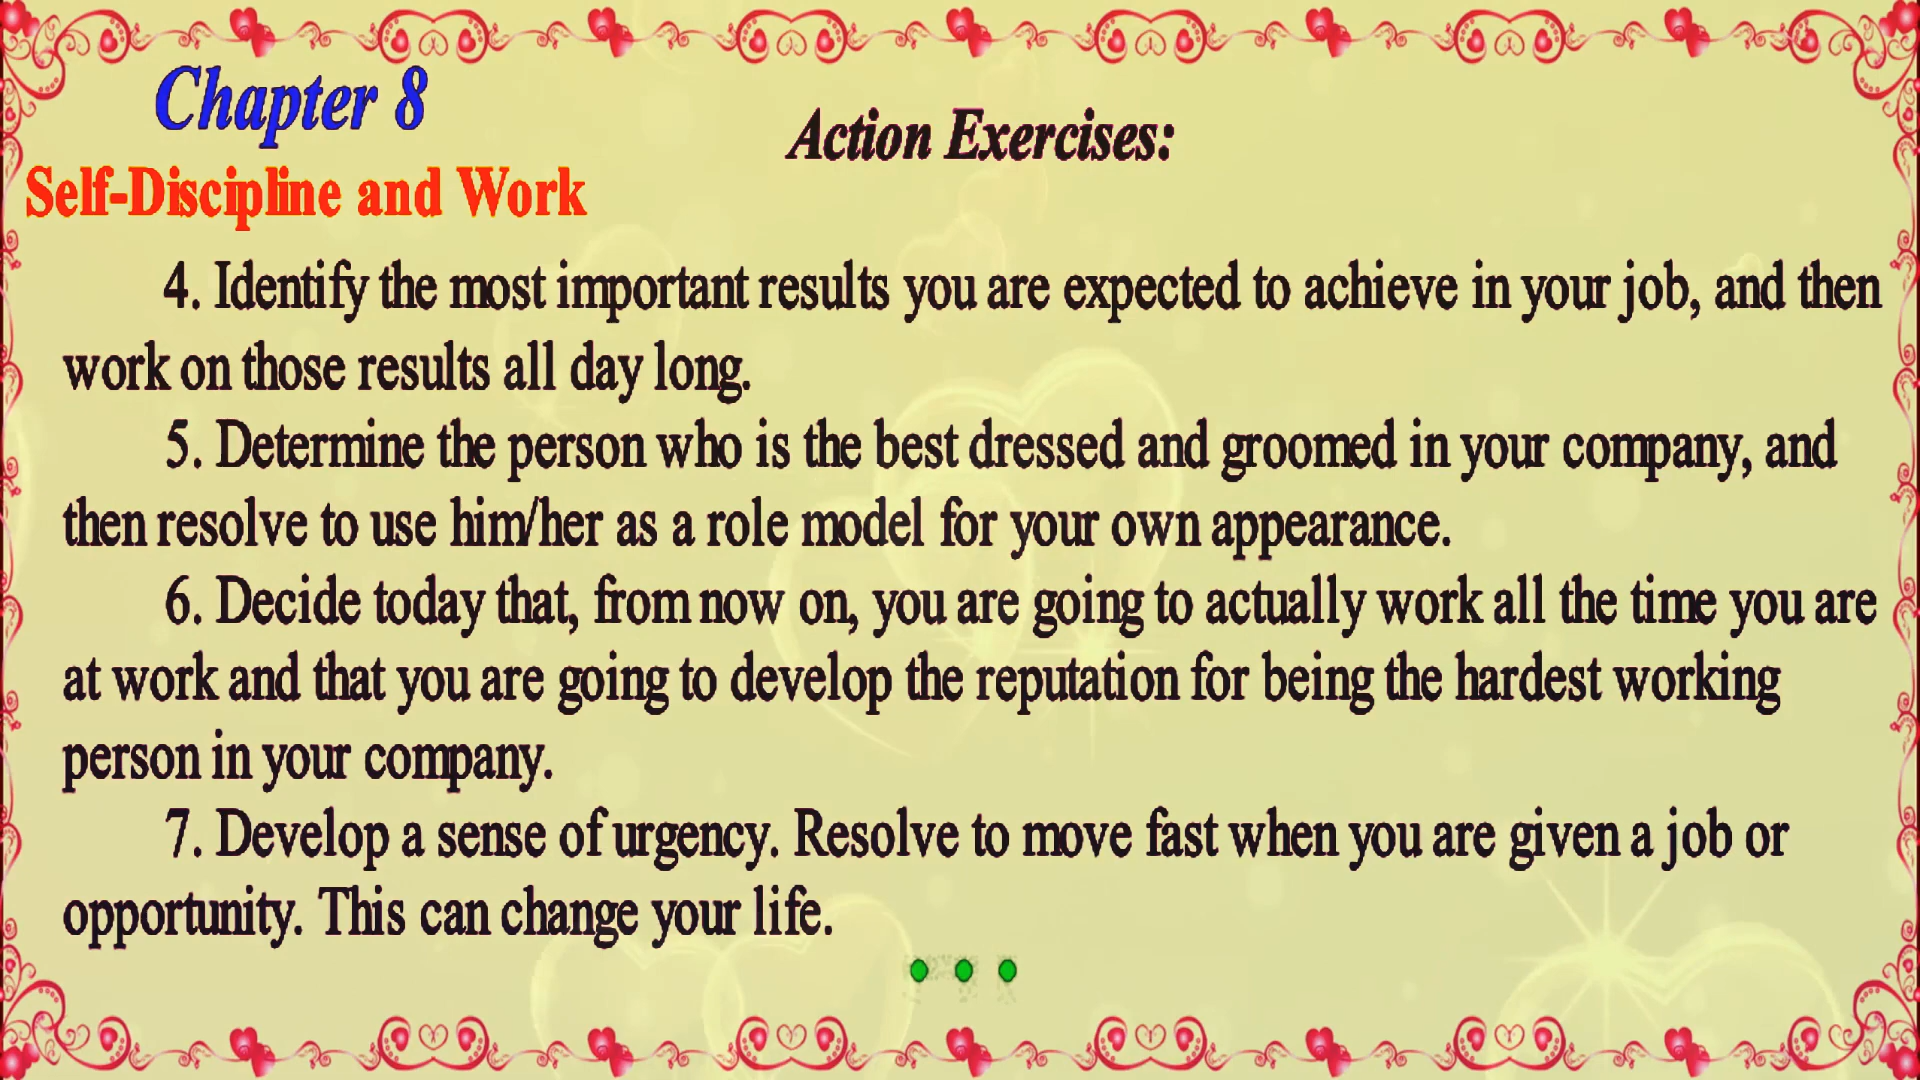 Chapter 8
Self-Discipline and Work
Action Exercises:
4. Identify the most important results you are expected to achieve in your job, and then
work on those results all day long.
5. Determine the person who is the best dressed and groomed in your company, and
then resolve to use him/her as a role model for your own appearance.
6. Decide today that, from now on, you are going to actually work all the time you are
at work and that you are going to develop the reputation for being the hardest working
person in your company.
7. Develop a sense of urgency. Resolve to move fast when you are given a job or
opportunity. This can change your life.